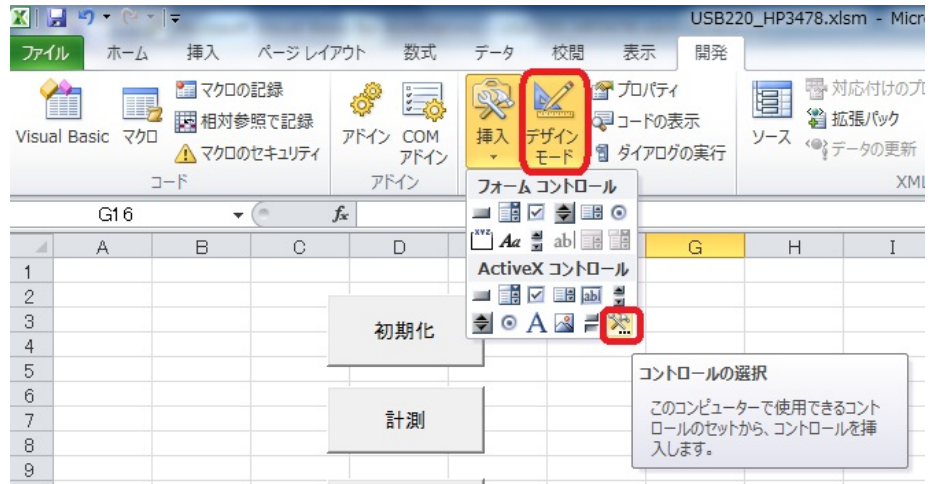 USB220_HP3478.xlsm - Micr
ファイル ホーム 挿入 ページ レイアウト 数式 データ 校閲 表示 開発
Visual Basic マクロ
マクロの記録
相対参照で記録
マクロのセキュリティ
コード
アドイン COM アドイン
アドイン
挿入 デザイン モード
プロパティ
コードの表示
ダイアログの実行
ソース
対応付けのプロ
拡張パック
データの更新
XML
G16 fx
フォーム コントロール
XYZ Aa ab|
ActiveX コントロール
ab|
A
A B C D G H I
1
2
3
4
5
6
7
8
9
初期化
計測
コントロールの選択
このコンピューターで使用できるコント
ロールのセットから、コントロールを挿
入します。